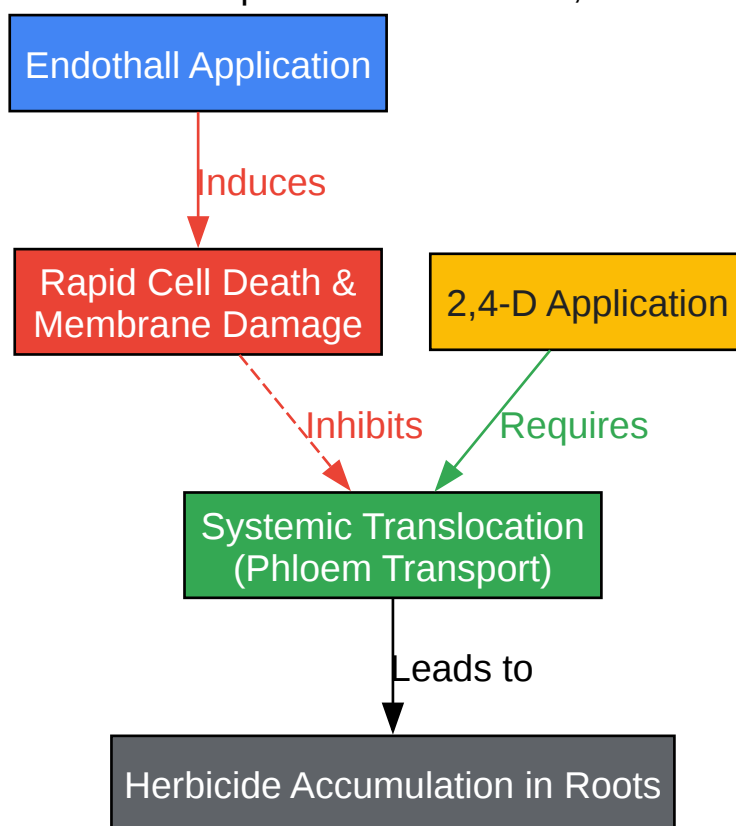 Endothall Application
Induces
Rapid Cell Death &
Membrane Damage
2,4-D Application
Inhibits
Requires
Systemic Translocation
(Phloem Transport)
Leads to
Herbicide Accumulation in Roots